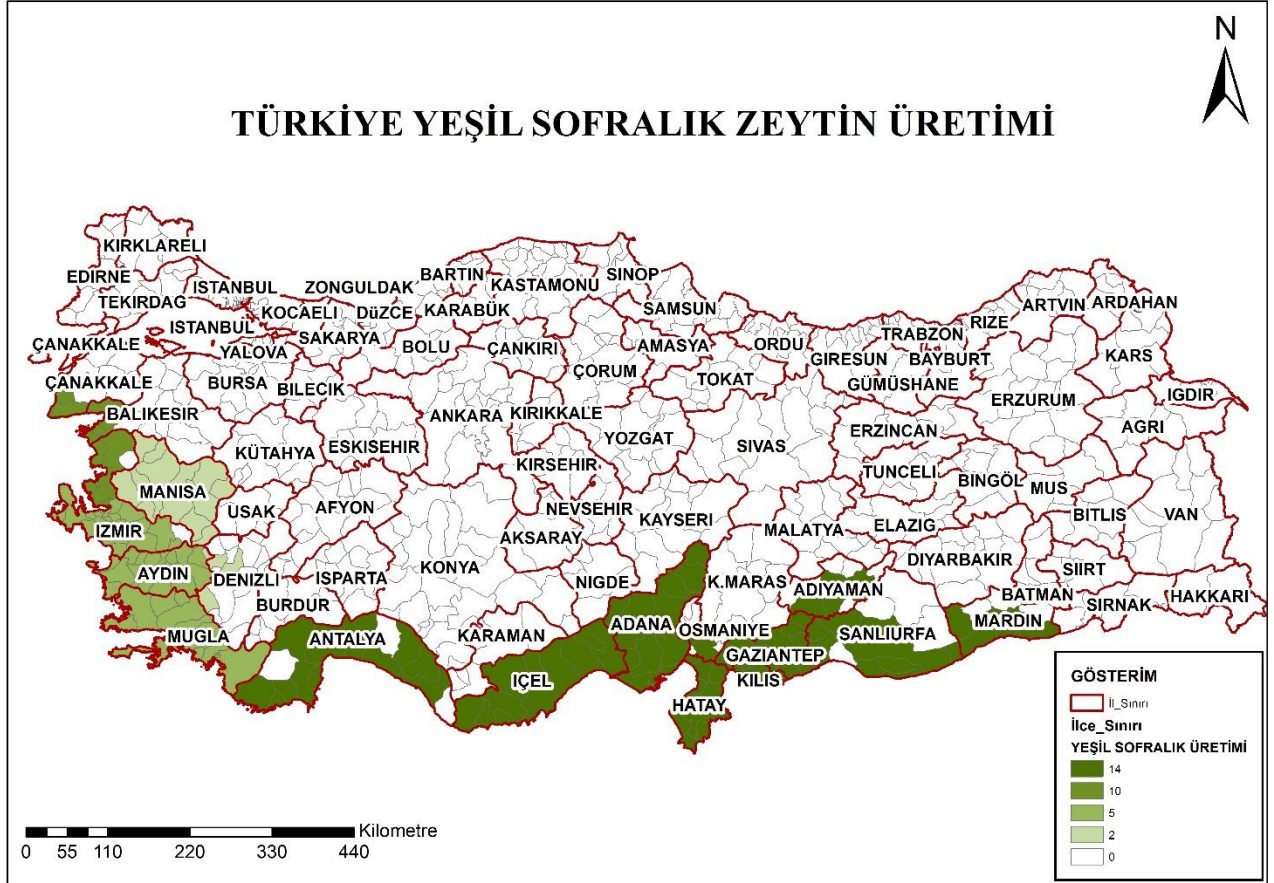 N
TÜRKİYE YEŞİL SOFRALIK ZEYTİN ÜRETİMİ
KIRKLARELI
EDIRNE
TEKIRDAG
ISTANBUL
ISTANBUL
KOCAELI
ZONGULDAK
DüZCE
BARTIN
KARABÜK
KASTAMONU
SINOP
SAMSUN
ÇANAKKALE
ÇANAKKALE
YALOVA
SAKARYA
BOLU
ÇANKIRI
AMASYA
ORDU
GIRESUN
TRABZON
RIZE
ARTVIN
ARDAHAN
BURSA
BILECIK
ÇORUM
TOKAT
GÜMÜSHANE
BAYBURT
KARS
BALIKESIR
ANKARA
KIRIKKALE
ERZURUM
IGDIR
KÜTAHYA
ESKISEHIR
YOZGAT
SIVAS
ERZINCAN
AGRI
MANISA
USAK
AFYON
KIRSEHIR
TUNCELI
BINGÖL
MUS
NEVSEHIR
KAYSERI
MALATYA
ELAZIG
BITLIS
VAN
IZMIR
AKSARAY
AYDIN
DENIZLI
ISPARTA
KONYA
NIGDE
K.MARAS
ADIYAMAN
DIYARBAKIR
SIIRT
BATMAN
SIRNAK
HAKKARI
BURDUR
MUGLA
ANTALYA
KARAMAN
ADANA
OSMANIYE
SANLIURFA
MARDIN
IÇEL
GAZIANTEP
KILIS
HATAY
GÖSTERİM
İl_Sınırı
İlce_Sınırı
YEŞİL SOFRALIK ÜRETİMİ
14
10
5
2
0
Kilometre
0 55 110 220 330 440